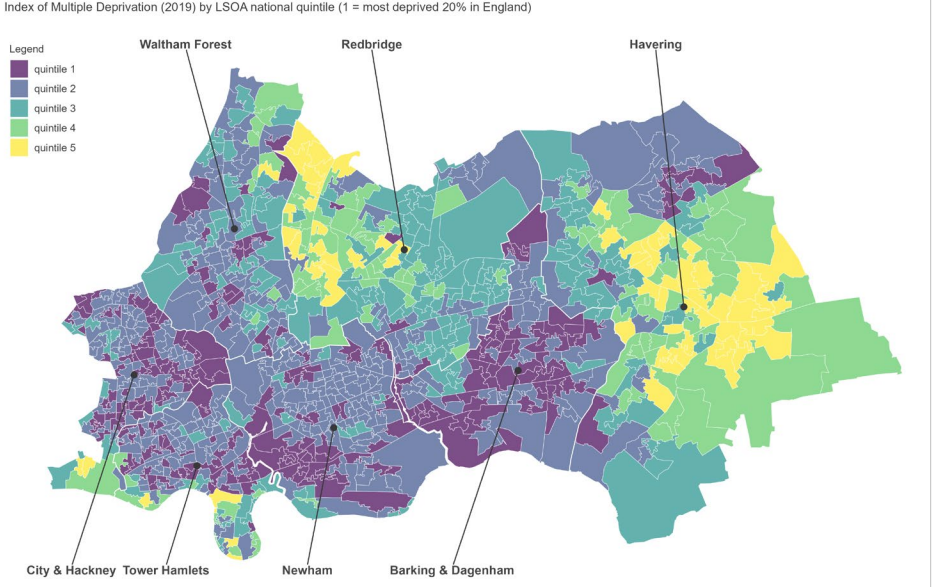 Index of Multiple Deprivation (2019) by LSOA national quintile (1 = most deprived 20% in England)
Waltham Forest
Redbridge
Havering
Legend
quintile 1
quintile 2
quintile 3
quintile 4
quintile 5
City & Hackney
Tower Hamlets
Newham
Barking & Dagenham